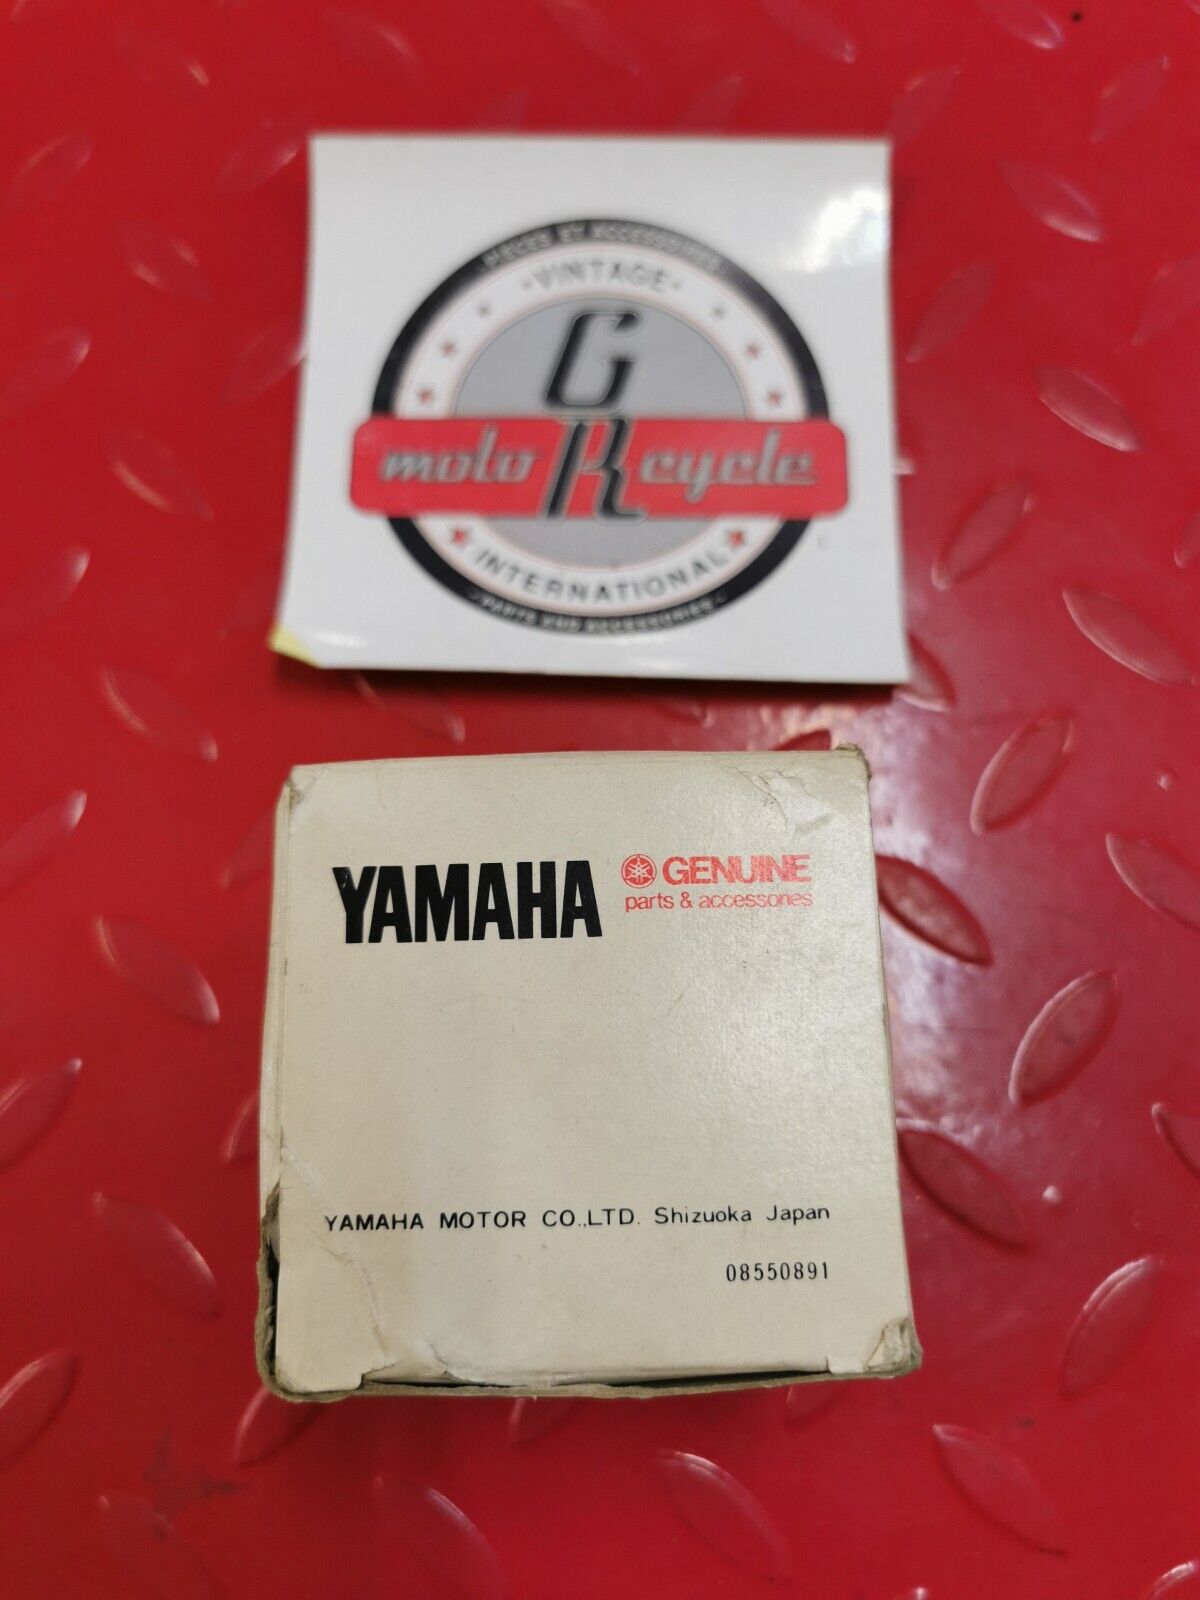 PIECES ET ACCESSOIRES
•VINTAGE•
G
moto R cycle
INTERNATIONAL
PARTS AND ACCESSORIES
YAMAHA GENUINE
parts & accessories
YAMAHA MOTOR CO.,LTD. Shizuoka Japan
08550891